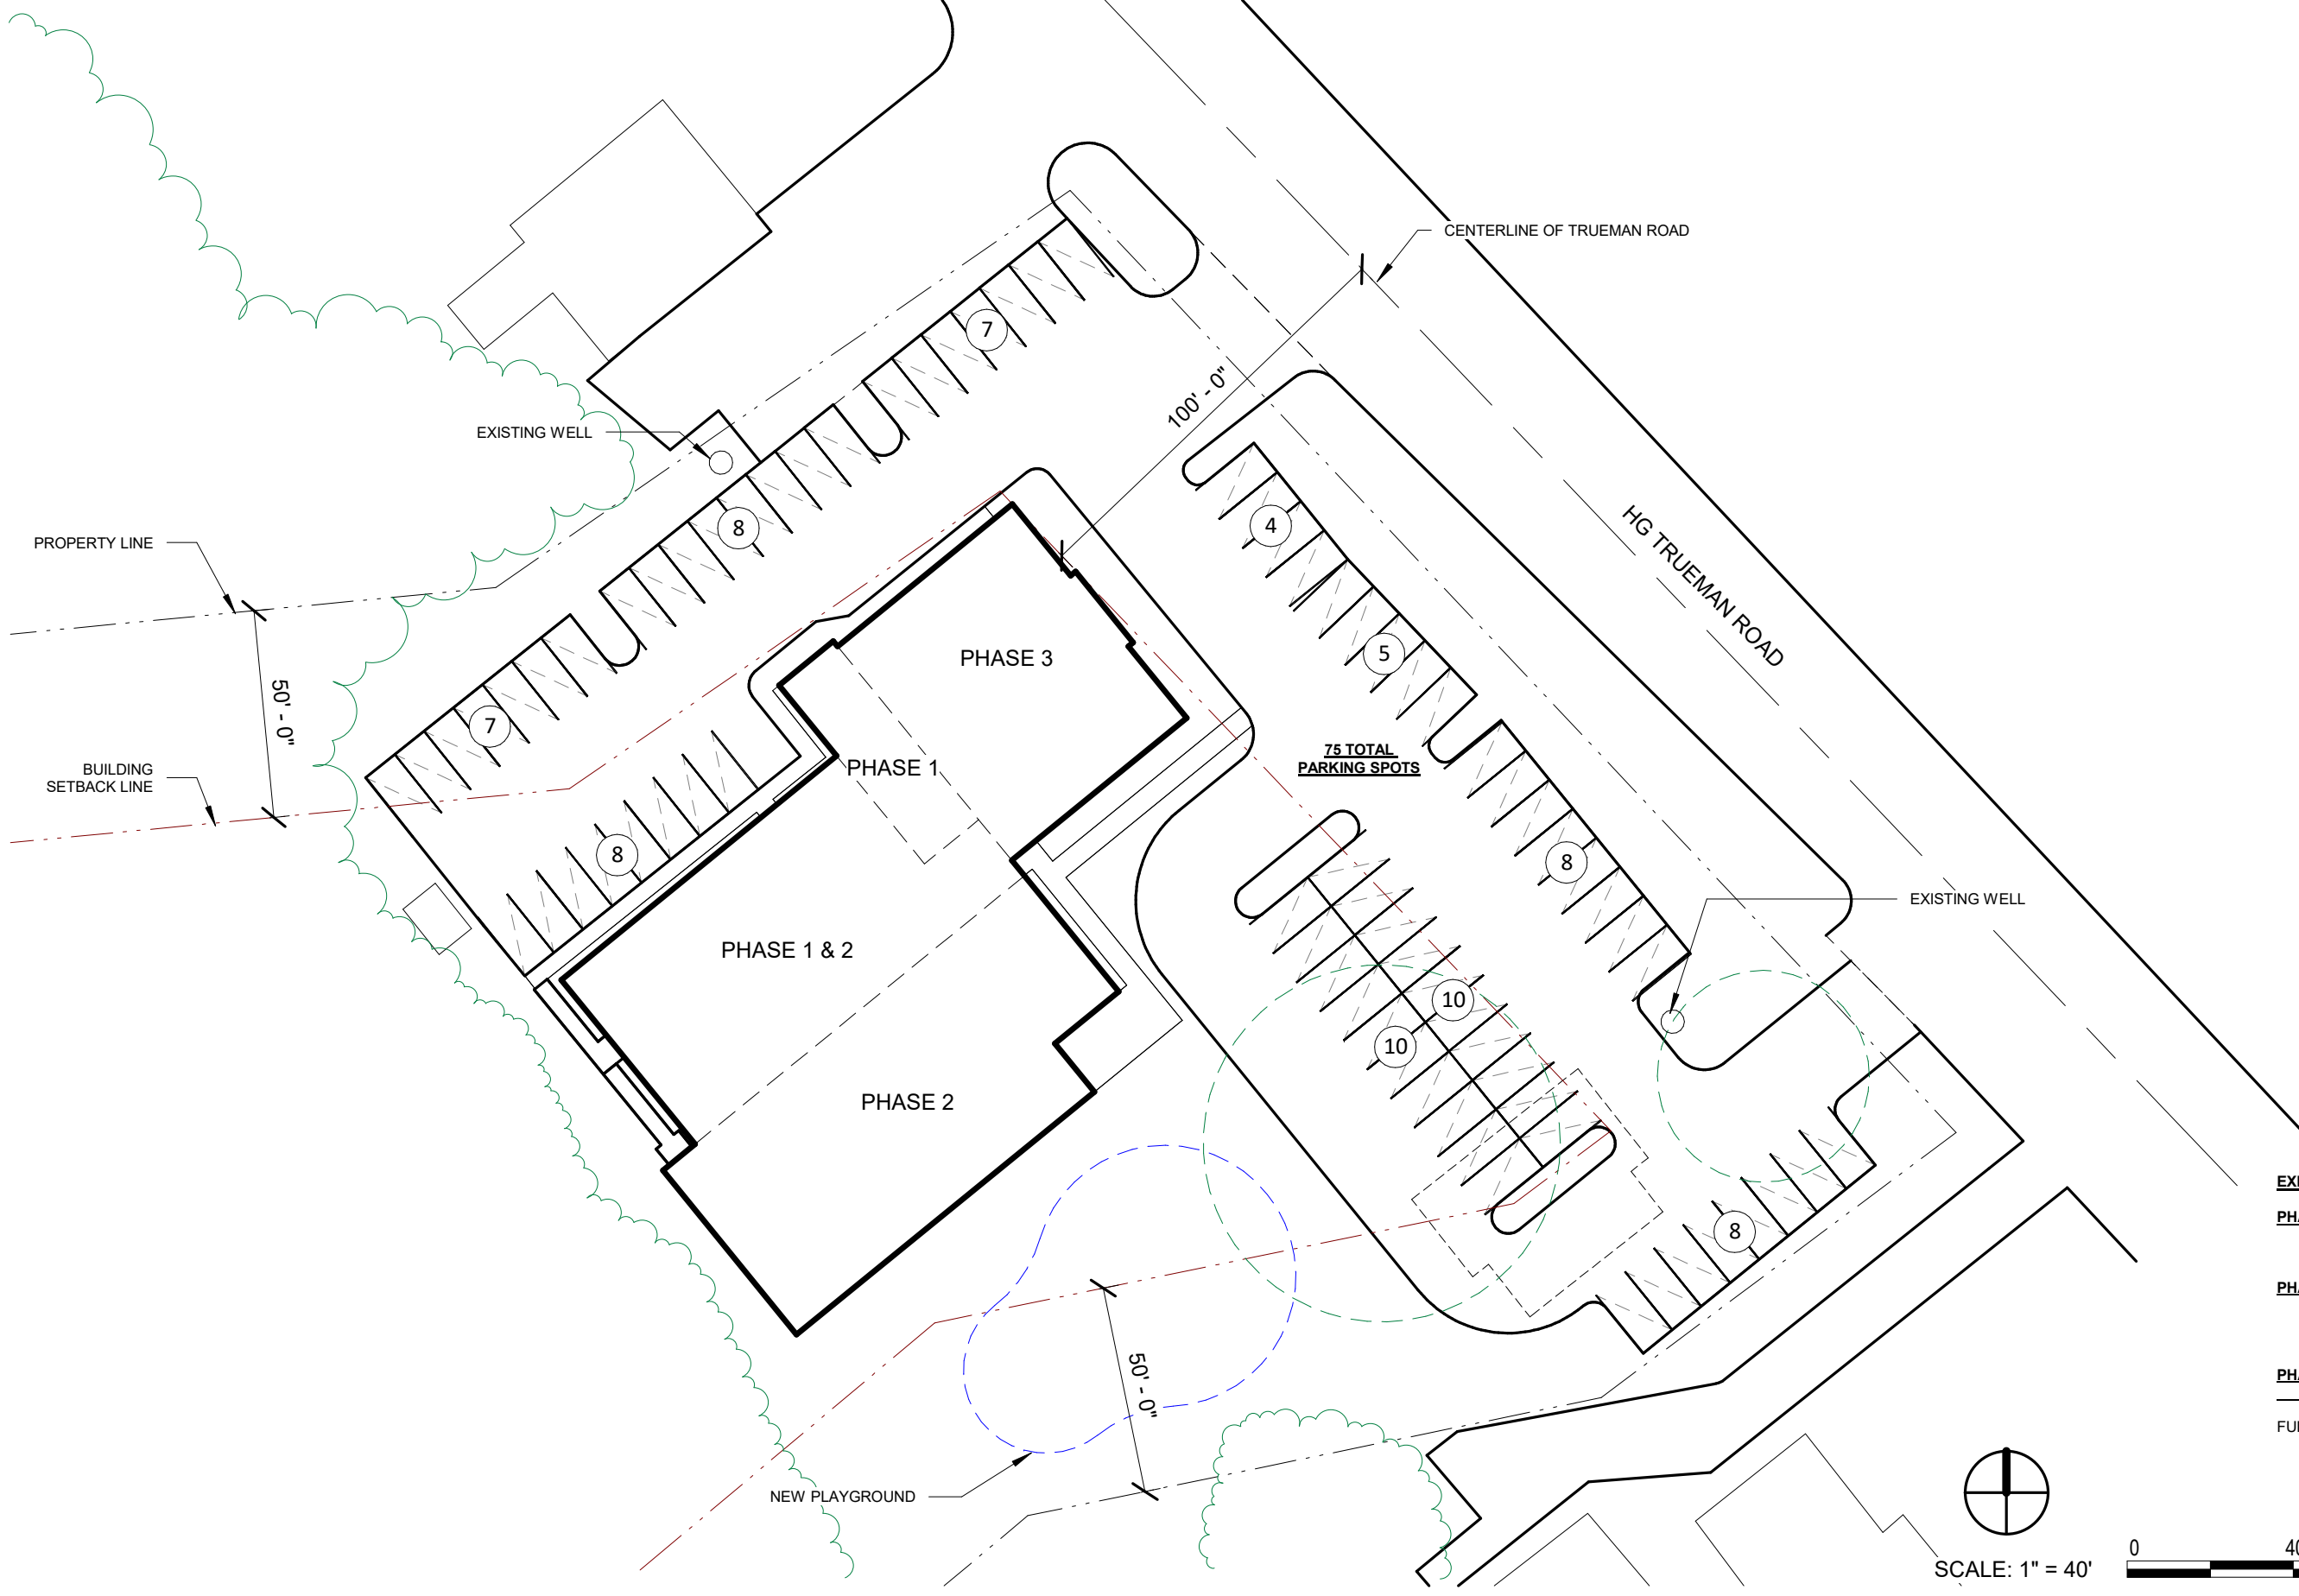 CENTERLINE OF TRUEMAN ROAD
7
100' - 0"
EXISTING WELL
8
4
PROPERTY LINE
HG TRUEMAN ROAD
5
PHASE 3
50' - 0"
7
75 TOTAL
PARKING SPOTS
PHASE 1
BUILDING
SETBACK LINE
8
8
EXISTING WELL
PHASE 1 & 2
10
10
PHASE 2
8
50' - 0"
NEW PLAYGROUND
SCALE: 1" = 40'
0